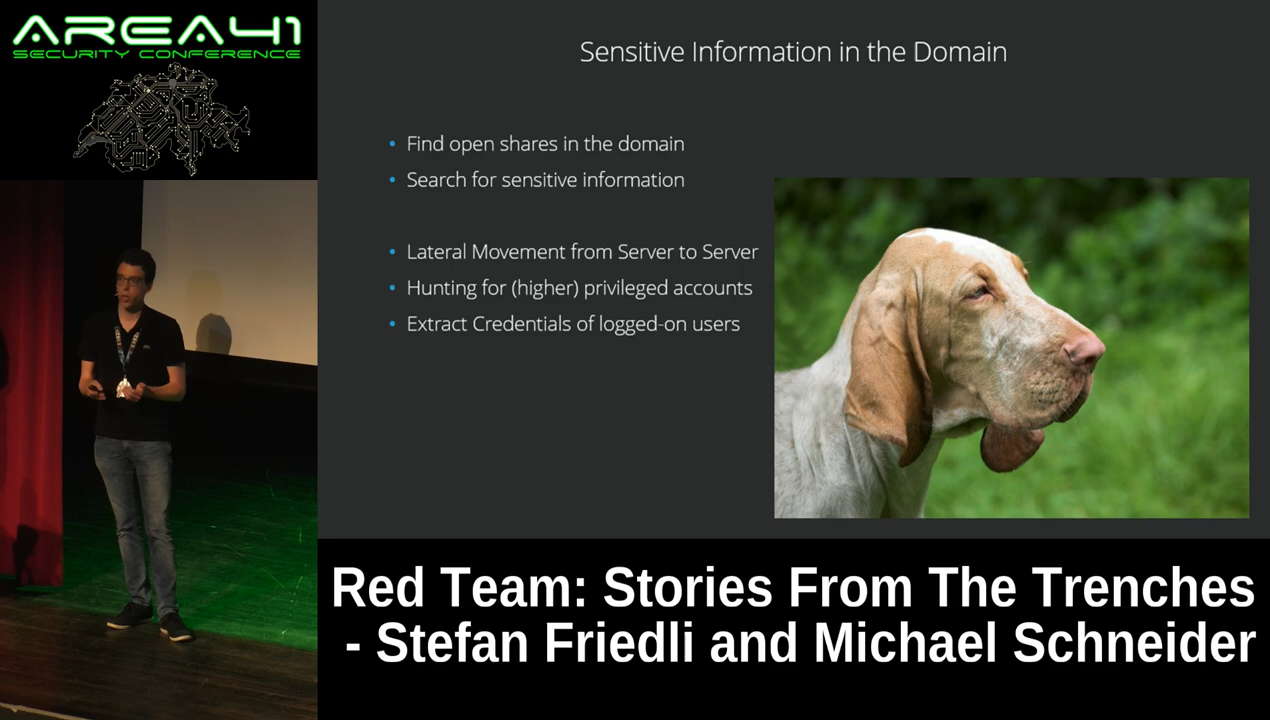 AREA41
SECURITY CONFERENCE
Sensitive Information in the Domain
• Find open shares in the domain
• Search for sensitive information
• Lateral Movement from Server to Server
• Hunting for (higher) privileged accounts
• Extract Credentials of logged-on users
Red Team: Stories From The Trenches
- Stefan Friedli and Michael Schneider